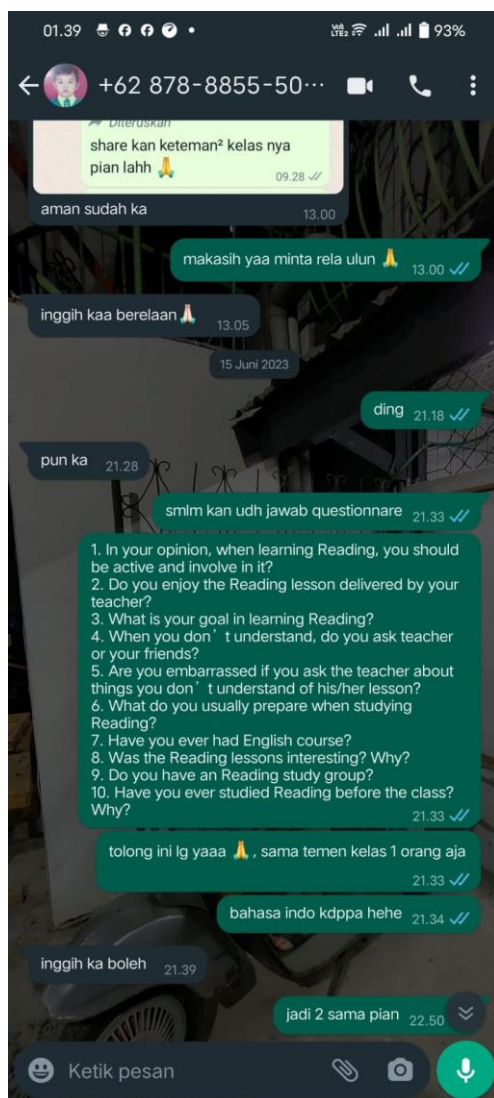 01.39
93%
+62 878-8855-50...
Diteruskan
share kan keteman² kelas nya
pian lahh 🙏
09.28
aman sudah ka
13.00
makasih yaa minta rela ulun 🙏
13.00
inggih kaa berelaan🙏🏻
13.05
15 Juni 2023
ding
21.18
pun ka
21.28
smlm kan udh jawab questionnare
21.33
1. In your opinion, when learning Reading, you should
be active and involve in it?
2. Do you enjoy the Reading lesson delivered by your
teacher?
3. What is your goal in learning Reading?
4. When you don’t understand, do you ask teacher
or your friends?
5. Are you embarrassed if you ask the teacher about
things you don’t understand of his/her lesson?
6. What do you usually prepare when studying
Reading?
7. Have you ever had English course?
8. Was the Reading lessons interesting? Why?
9. Do you have an Reading study group?
10. Have you ever studied Reading before the class?
Why?
21.33
tolong ini lg yaaa 🙏, sama temen kelas 1 orang aja
21.33
bahasa indo kdppa hehe
21.34
inggih ka boleh
21.39
jadi 2 sama pian
22.50
Ketik pesan